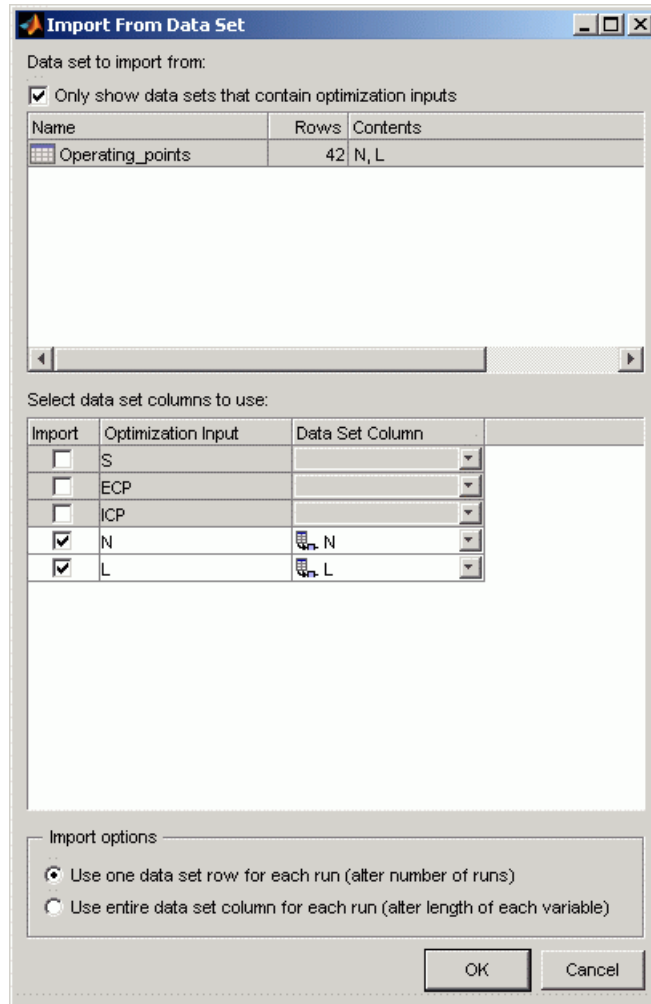 Import From Data Set
Data set to import from:
Only show data sets that contain optimization inputs
Name Rows Contents
Operating_points 42 N, L
Select data set columns to use:
Import Optimization Input Data Set Column
S
ECP
ICP
N N
L L
Import options
Use one data set row for each run (alter number of runs)
Use entire data set column for each run (alter length of each variable)
OK Cancel